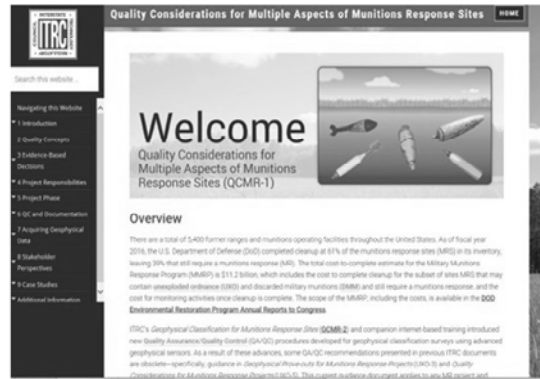 Quality Considerations for Multiple Aspects of Munitions Response Sites
HOME
INTERSTATE
COUNCIL
ITRC
TECHNOLOGY
REGULATORY
Search this website...
Navigating this Website
1 Introduction
2 Quality Concepts
3 Evidence-Based
Decisions
4 Project Responsibilities
5 Project Phase
6 QC and Documentation
7 Acquiring Geophysical
Data
8 Stakeholder
Perspectives
9 Case Studies
Additional Information
Welcome
Quality Considerations for
Multiple Aspects of Munitions
Response Sites (QCMR-1)
Overview
There are a total of 5,400 former ranges and munitions operating facilities throughout the United States. As of fiscal year
2016, the U.S. Department of Defense (DoD) completed cleanup at 61% of the munitions response sites (MRS) in its inventory,
leaving 39% that still require a munitions response (MR). The total cost-to-complete estimate for the Military Munitions
Response Program (MMRP) is $11.2 billion, which includes the cost to complete cleanup for the subset of sites MRS that may
contain unexploded ordnance (UXO) and discarded military munitions (DMM) and still require a munitions response, and the
cost for monitoring activities once cleanup is complete. The scope of the MMRP, including the costs, is available in the DOD
Environmental Restoration Program Annual Reports to Congress.
ITRC's Geophysical Classification for Munitions Response Sites (GCMR-2) and companion internet-based training introduced
new Quality Assurance/Quality Control (QA/QC) procedures developed for geophysical classification surveys using advanced
geophysical sensors. As a result of these advances, some QA/QC recommendations presented in previous ITRC documents
are obsolete—specifically, guidance in Geophysical Prove-outs for Munitions Response Projects (UXO-3) and Quality
Considerations for Munitions Response Projects (UXO-5). This current guidance document applies to any MR project and